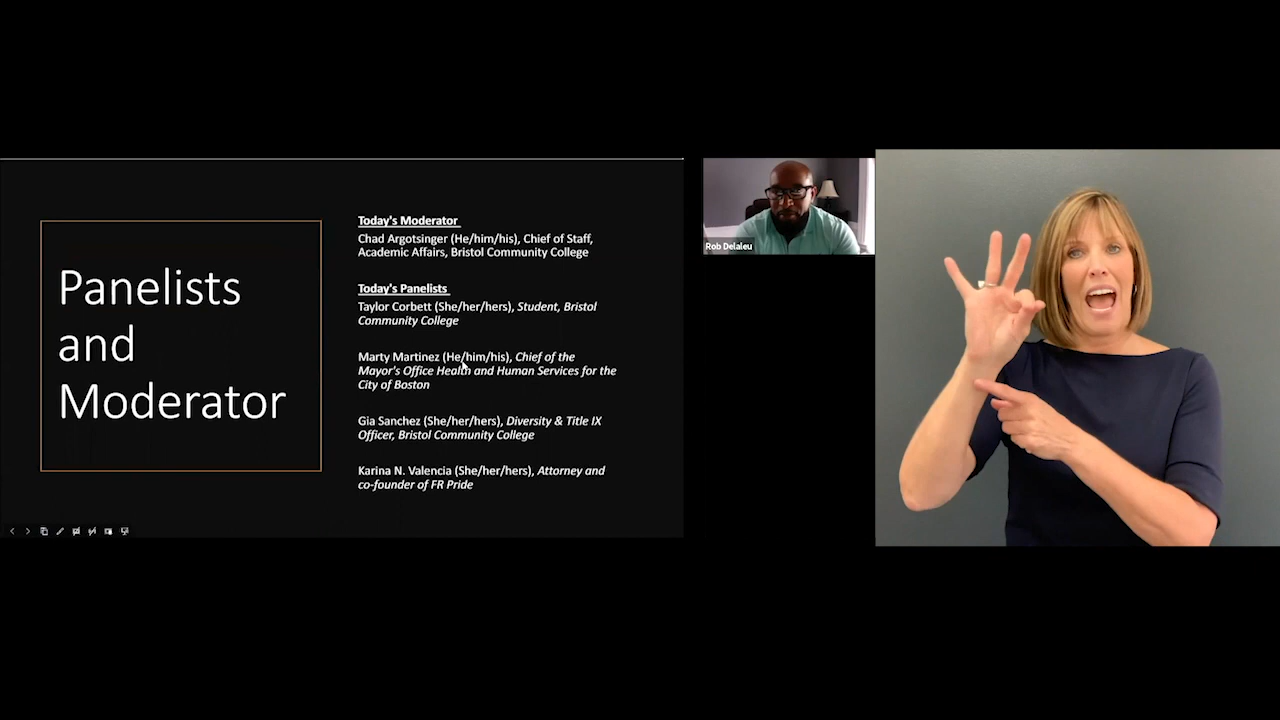 Panelists
and
Moderator
Today's Moderator
Chad Argotsinger (He/him/his), Chief of Staff,
Academic Affairs, Bristol Community College
Today's Panelists
Taylor Corbett (She/her/hers), Student, Bristol
Community College
Marty Martinez (He/him/his), Chief of the
Mayor's Office Health and Human Services for the
City of Boston
Gia Sanchez (She/her/hers), Diversity & Title IX
Officer, Bristol Community College
Karina N. Valencia (She/her/hers), Attorney and
co-founder of FR Pride
Rob Delaleu